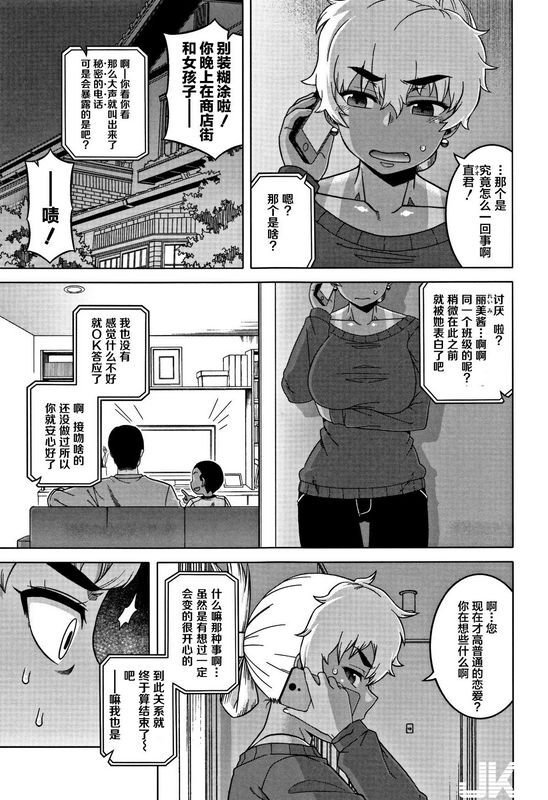 …那个是
究竟怎么一回事啊
直君！
嗯？
那个是啥？
别装糊涂啦！
你晚上在商店街
和女孩子——
啊——你看你看
那么大声就叫出来了
秘密的电话
可是会暴露的是吧？
——啧！
讨厌 啦？
丽美酱…啊啊
同一个班级的呢？
稍微在此之前
就被她表白了吧
我也没有
感觉什么不好
就OK答应了
啊 接吻啥的
还没做过所以
你就安心好了
啊…您
现在才高普通的恋爱？
你在想些什么啊
什么嘛那种事啊…
虽然是有想过一定
会变的很开心的
到此关系就
终于算结束了～
吧
嘛我也是
JK